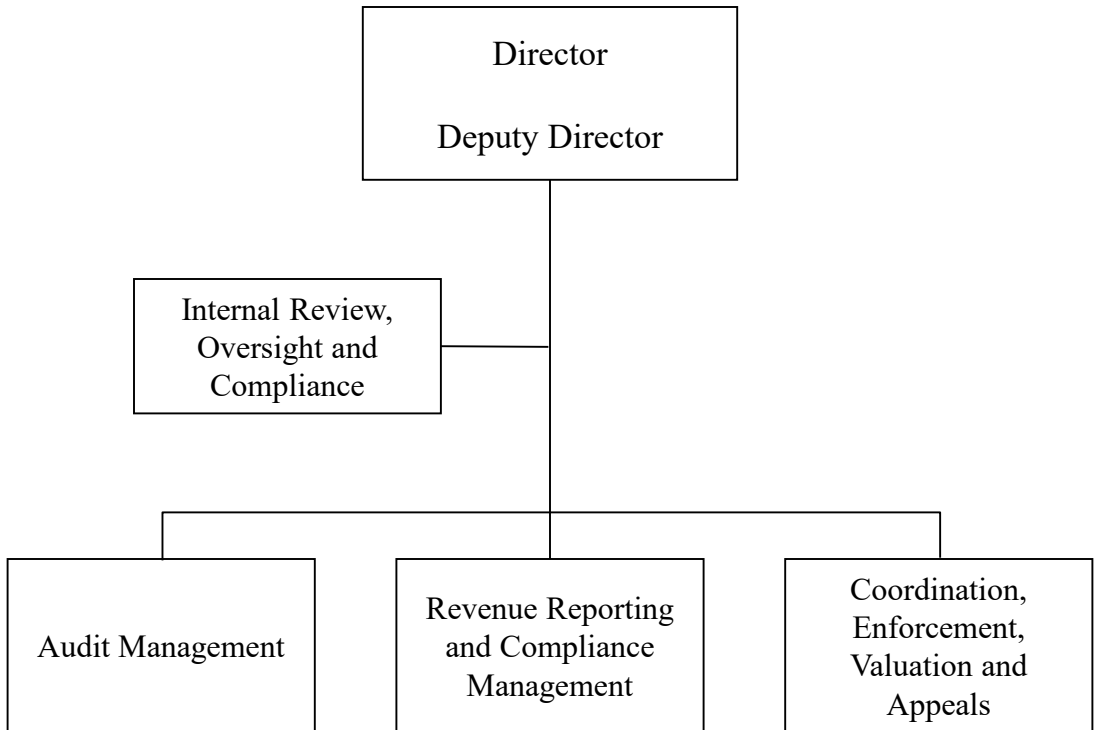 Director
Deputy Director
Internal Review,
Oversight and
Compliance
Audit Management
Revenue Reporting
and Compliance
Management
Coordination,
Enforcement,
Valuation and
Appeals